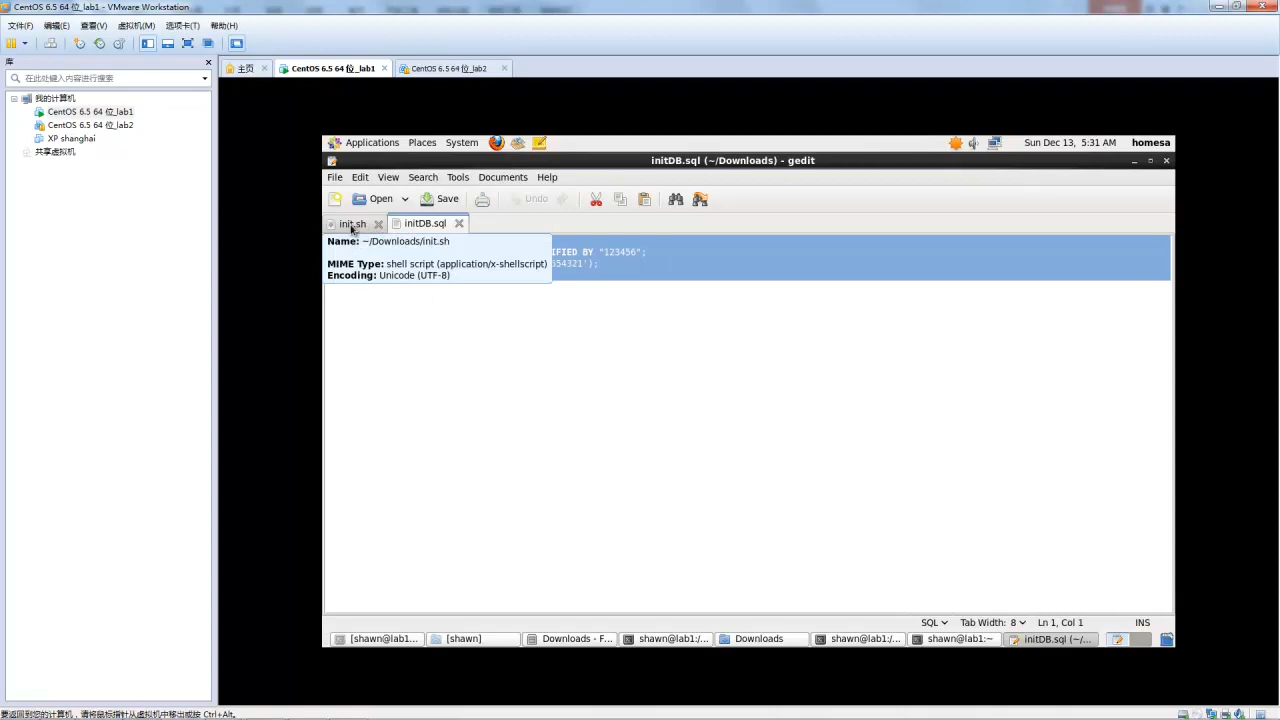 CentOS 6.5 64 位_lab1 - VMware Workstation
文件(F) 编辑(E) 查看(V) 虚拟机(M) 选项卡(T) 帮助(H)
库
在此处键入内容进行搜索
我的计算机
CentOS 6.5 64 位_lab1
CentOS 6.5 64 位_lab2
XP shanghai
共享虚拟机
主页 CentOS 6.5 64 位_lab1 CentOS 6.5 64 位_lab2
Applications Places System Sun Dec 13, 5:31 AM homesa
initDB.sql (~/Downloads) - gedit
File Edit View Search Tools Documents Help
Open Save Undo
init.sh initDB.sql
Name: ~/Downloads/init.sh
MIME Type: shell script (application/x-shellscript)
Encoding: Unicode (UTF-8)
IFIED BY "123456";
654321');
SQL Tab Width: 8 Ln 1, Col 1 INS
[shawn@lab1... [shawn] Downloads - F... shawn@lab1:/... Downloads shawn@lab1:/... shawn@lab1:~ initDB.sql (~/...
要返回到您的计算机，请将鼠标指针从虚拟机中移出或按 Ctrl+Alt。